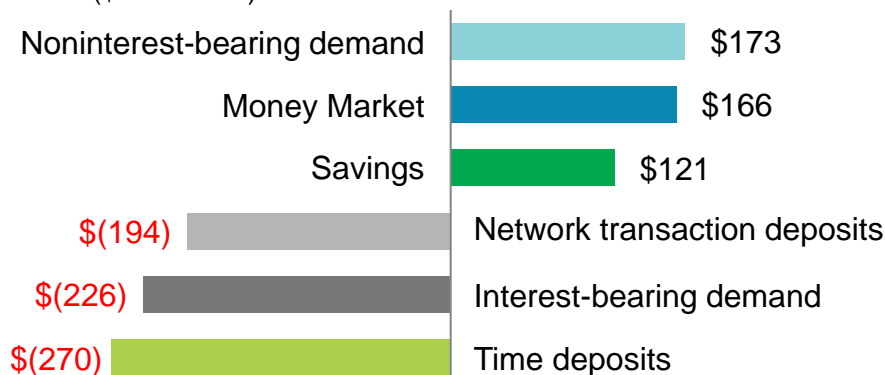 Noninterest-bearing demand $173
Money Market $166
Savings $121
$(194) Network transaction deposits
$(226) Interest-bearing demand
$(270) Time deposits